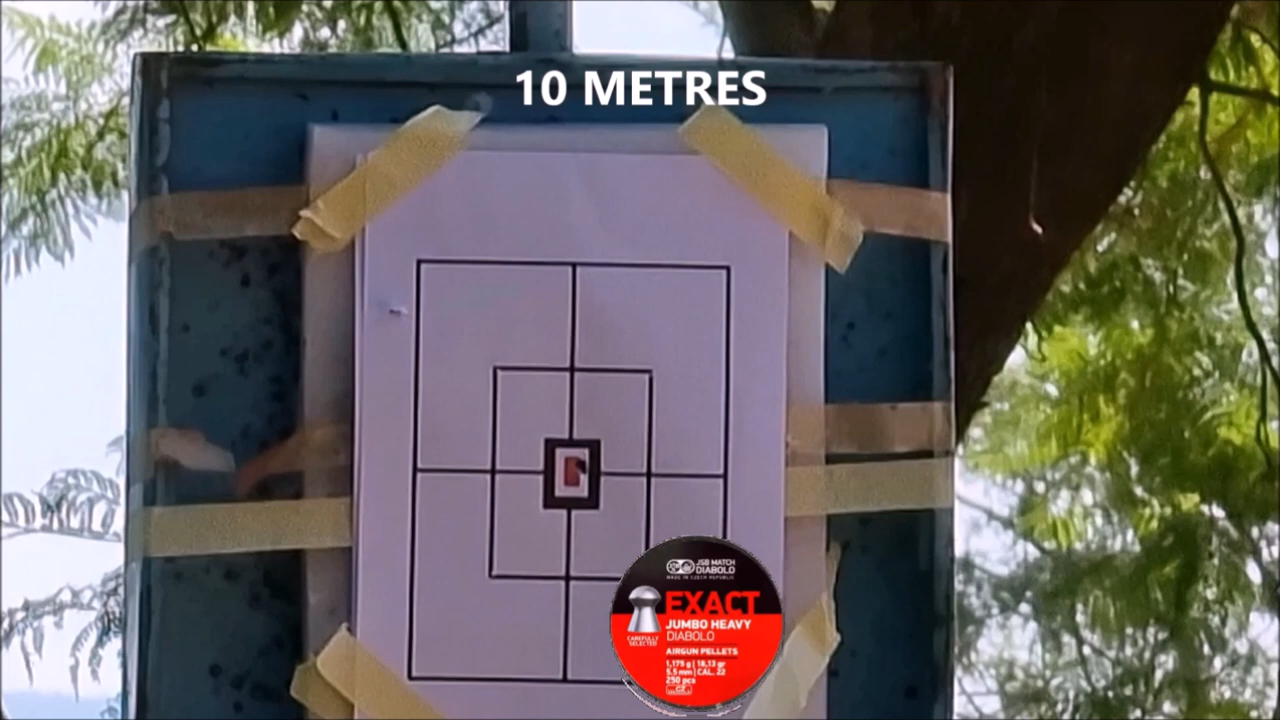 10 METRES
JSB MATCH
DIABOLO
MADE IN CZECH REPUBLIC
EXACT
JUMBO HEAVY
DIABOLO
CAREFULLY
SELECTED
AIRGUN PELLETS
1,175 g | 18,13 gr
5.5 mm | CAL. 22
250 pcs